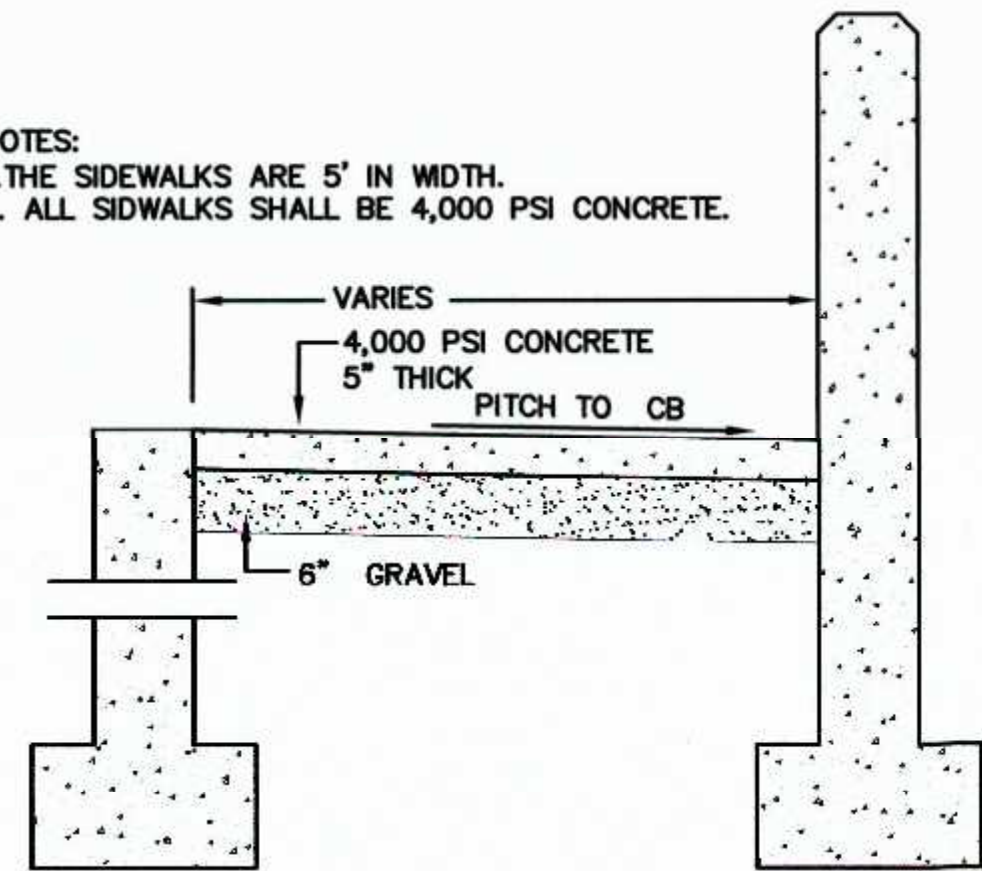 OTES:
.THE SIDEWALKS ARE 5' IN WIDTH.
. ALL SIDWALKS SHALL BE 4,000 PSI CONCRETE.
VARIES
4,000 PSI CONCRETE
5" THICK
PITCH TO CB
6" GRAVEL